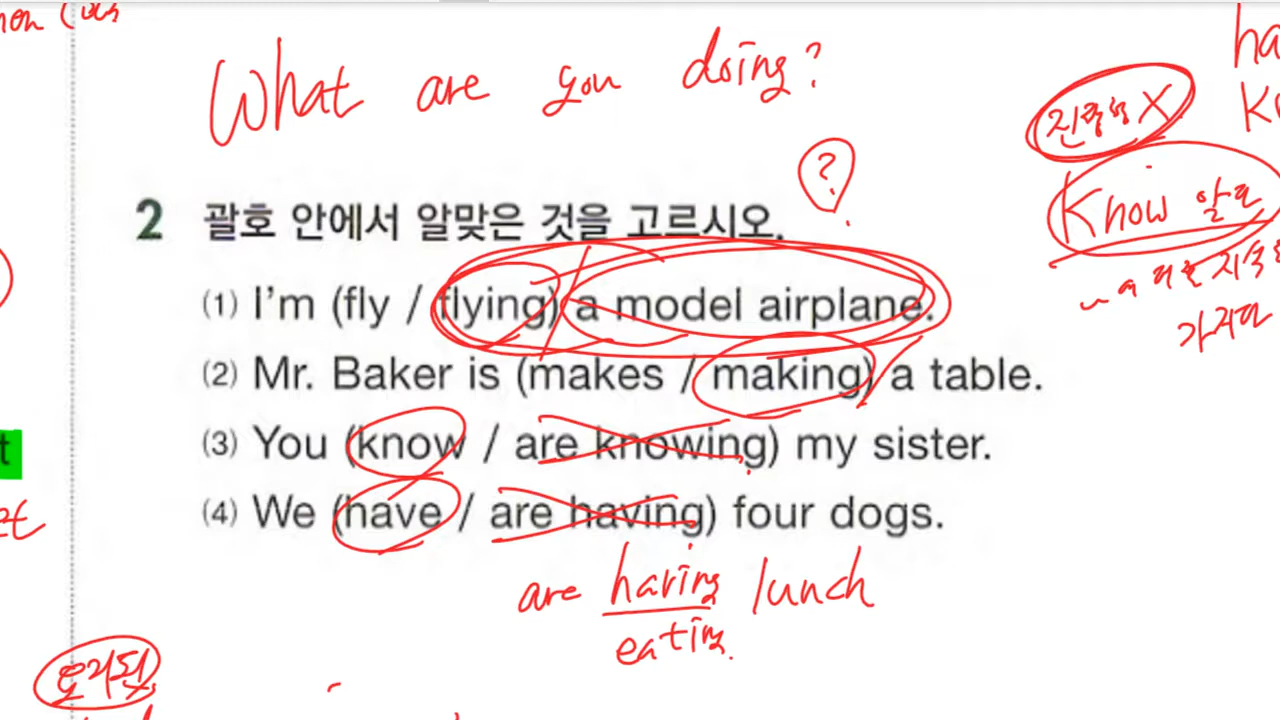 What are you doing?
ha
진행형 X
?
Know 알고
2 괄호 안에서 알맞은 것을 고르시오.
(1) I'm (fly / flying) a model airplane.
가지다
(2) Mr. Baker is (makes / making) a table.
(3) You (know / are knowing) my sister.
t
(4) We (have / are having) four dogs.
are having lunch
eating